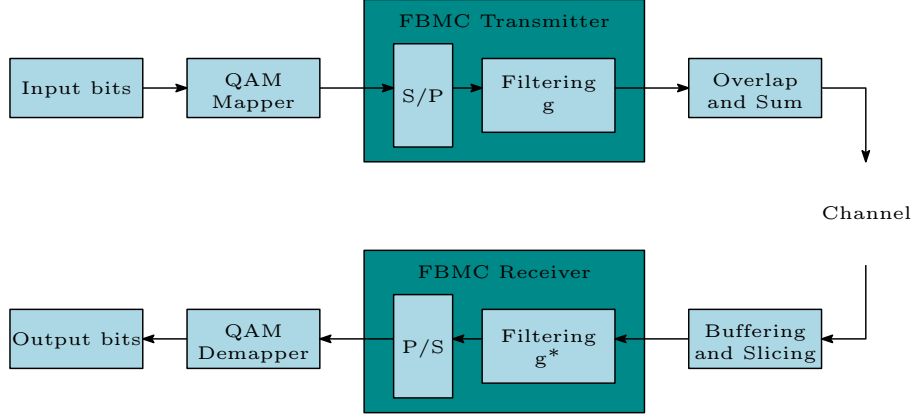 FBMC Transmitter
Input bits
QAM
Mapper
S/P
Filtering
g
Overlap
and Sum
Channel
FBMC Receiver
Output bits
QAM
Demapper
P/S
Filtering
g*
Buffering
and Slicing